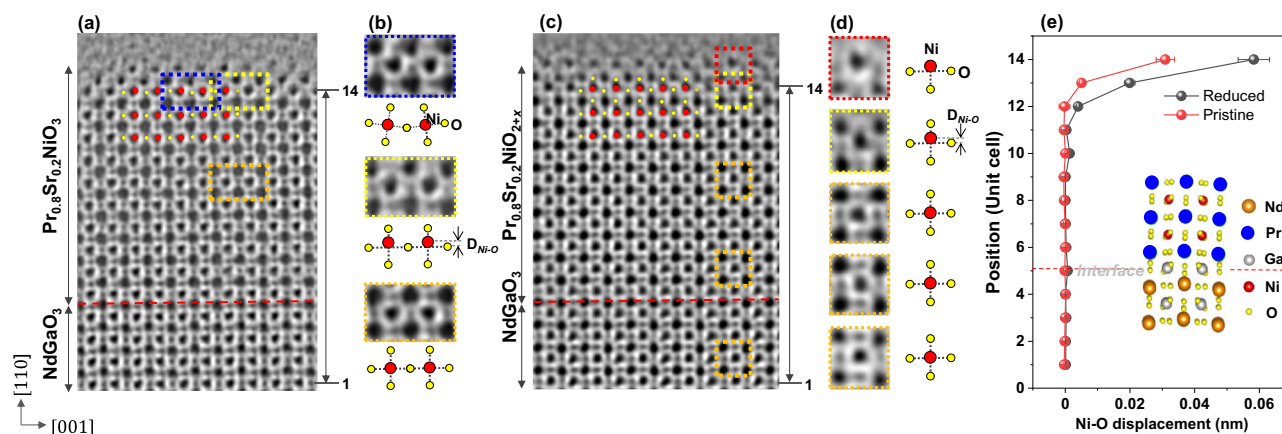 (a)
Pr0.8Sr0.2NiO3
NdGaO3
[110]
[001]
14
1
(b)
Ni
O
DNi-O
(c)
Pr0.8Sr0.2NiO2+x
NdGaO3
14
1
(d)
Ni
O
DNi-O
(e)
Position (Unit cell)
14
12
10
8
6
4
2
0
Reduced
Pristine
Interface
Nd
Pr
Ga
Ni
O
0 0.02 0.04 0.06
Ni-O displacement (nm)